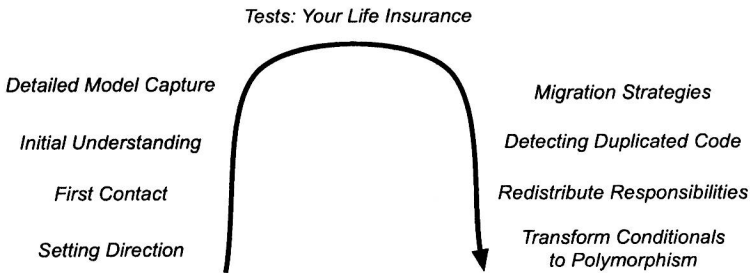 Tests: Your Life Insurance
Detailed Model Capture
Migration Strategies
Initial Understanding
Detecting Duplicated Code
First Contact
Redistribute Responsibilities
Setting Direction
Transform Conditionals
to Polymorphism